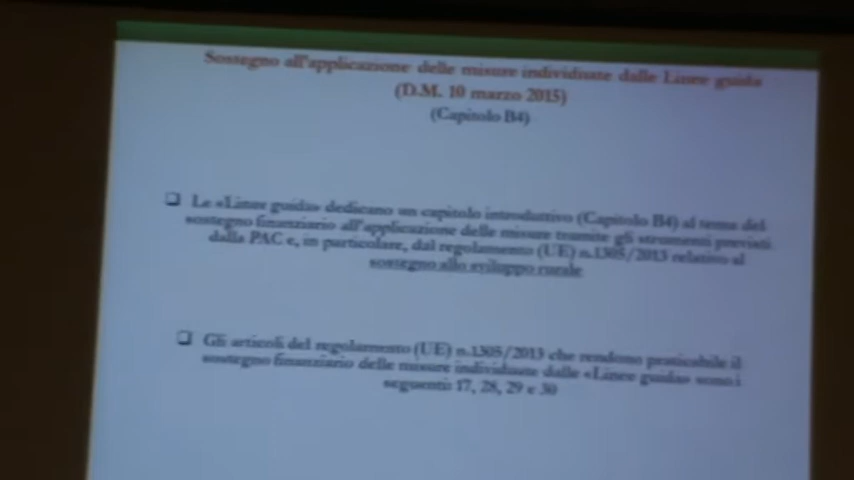 Sostegno all'applicazione delle misure individuate dalle Linee guida
(D.M. 10 marzo 2015)
(Capitolo B4)
❑ Le «Linee guida» dedicano un capitolo introduttivo (Capitolo B4) al tema del
sostegno finanziario all'applicazione delle misure tramite gli strumenti previsti
dalla PAC e, in particolare, dal regolamento (UE) n.1305/2013 relativo al
sostegno allo sviluppo rurale
❑ Gli articoli del regolamento (UE) n.1305/2013 che rendono praticabile il
sostegno finanziario delle misure individuate dalle «Linee guida» sono i
seguenti: 17, 28, 29 e 30